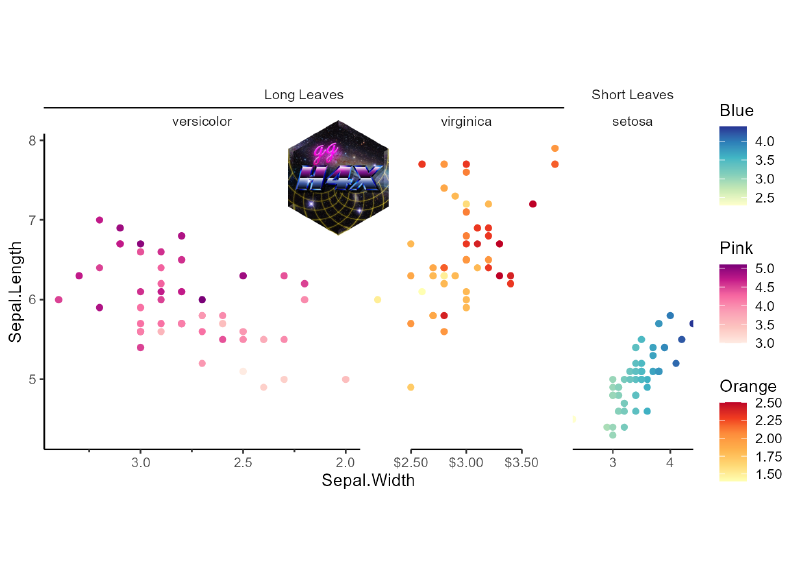 Long Leaves
Short Leaves
versicolor
virginica
setosa
gg
H4X
Sepal.Length
8
7
6
5
3.0
2.5
2.0
$2.50
$3.00
$3.50
3
4
Sepal.Width
Blue
4.0
3.5
3.0
2.5
Pink
5.0
4.5
4.0
3.5
3.0
Orange
2.50
2.25
2.00
1.75
1.50